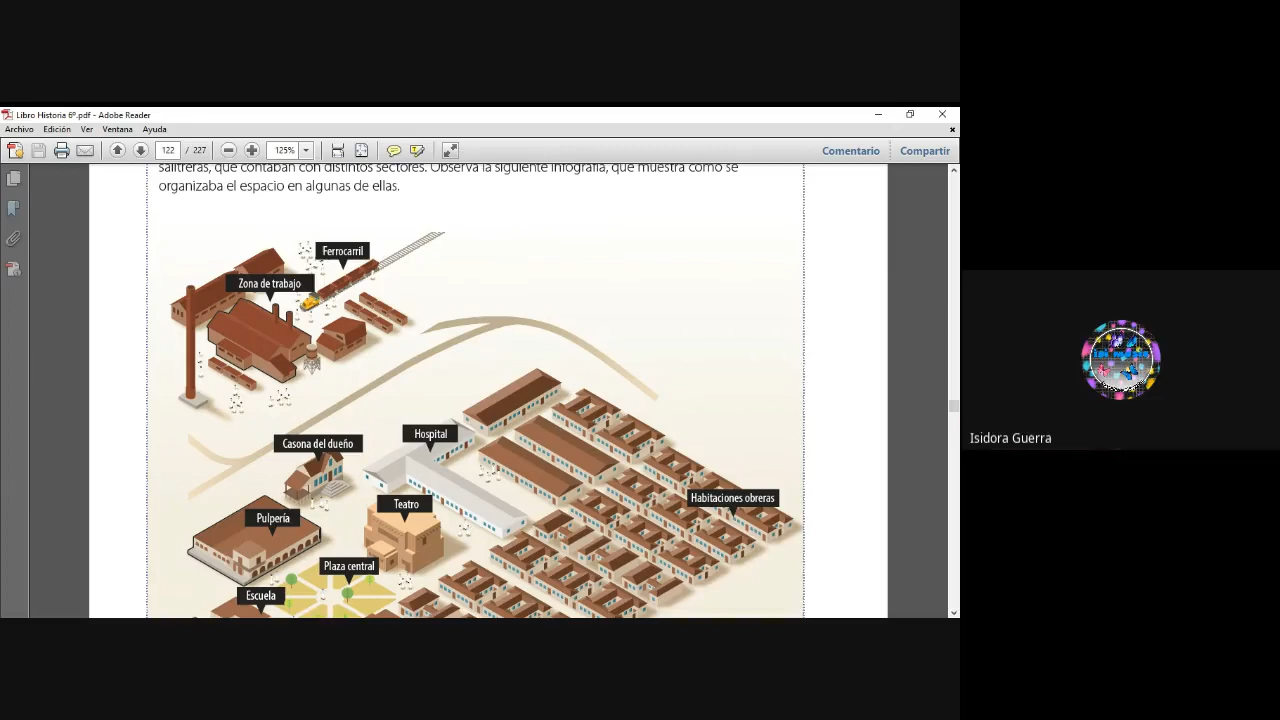 Libro Historia 6º.pdf - Adobe Reader
Archivo Edición Ver Ventana Ayuda
122 / 227 125% Comentario Compartir
salitreras, que contaban con distintos sectores. Observa la siguiente infografía, que muestra cómo se
organizaba el espacio en algunas de ellas.
Ferrocarril
Zona de trabajo
Casona del dueño
Hospital
Habitaciones obreras
Teatro
Pulpería
Plaza central
Escuela
Isidora Guerra